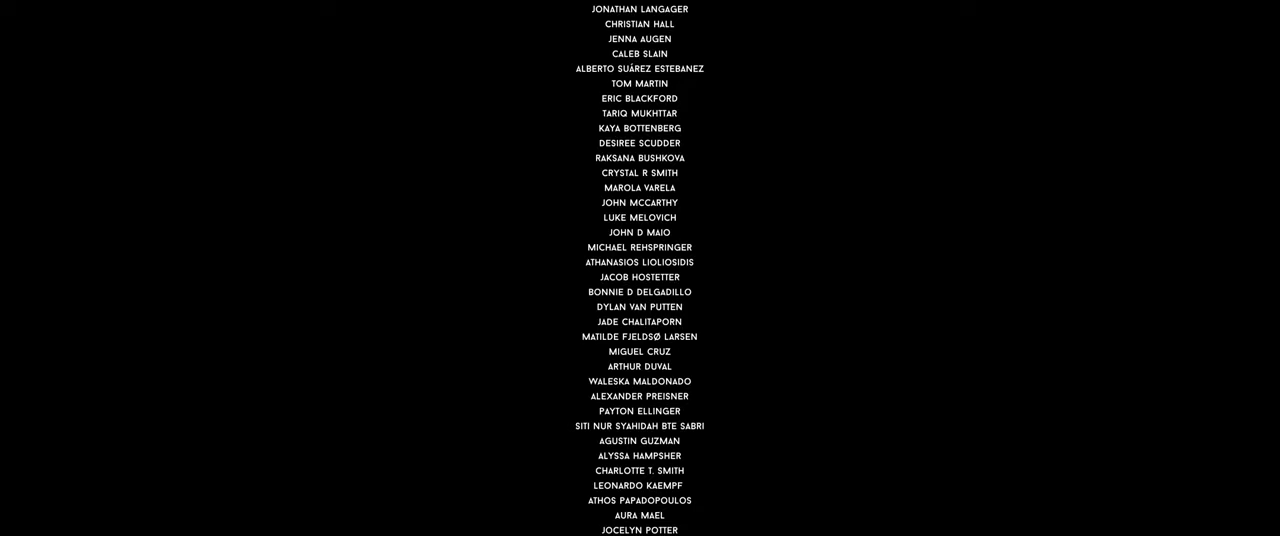 JONATHAN LANGAGER
CHRISTIAN HALL
JENNA AUGEN
CALEB SLAIN
ALBERTO SUÁREZ ESTEBANEZ
TOM MARTIN
ERIC BLACKFORD
TARIQ MUKHTTAR
KAYA BOTTENBERG
DESIREE SCUDDER
RAKSANA BUSHKOVA
CRYSTAL R SMITH
MAROLA VARELA
JOHN MCCARTHY
LUKE MELOVICH
JOHN D MAIO
MICHAEL REHSPRINGER
ATHANASIOS LIOLIOSIDIS
JACOB HOSTETTER
BONNIE D DELGADILLO
DYLAN VAN PUTTEN
JADE CHALITAPORN
MATILDE FJELDSØ LARSEN
MIGUEL CRUZ
ARTHUR DUVAL
WALESKA MALDONADO
ALEXANDER PREISNER
PAYTON ELLINGER
SITI NUR SYAHIDAH BTE SABRI
AGUSTIN GUZMAN
ALYSSA HAMPSHER
CHARLOTTE T. SMITH
LEONARDO KAEMPF
ATHOS PAPADOPOULOS
AURA MAEL
JOCELYN POTTER